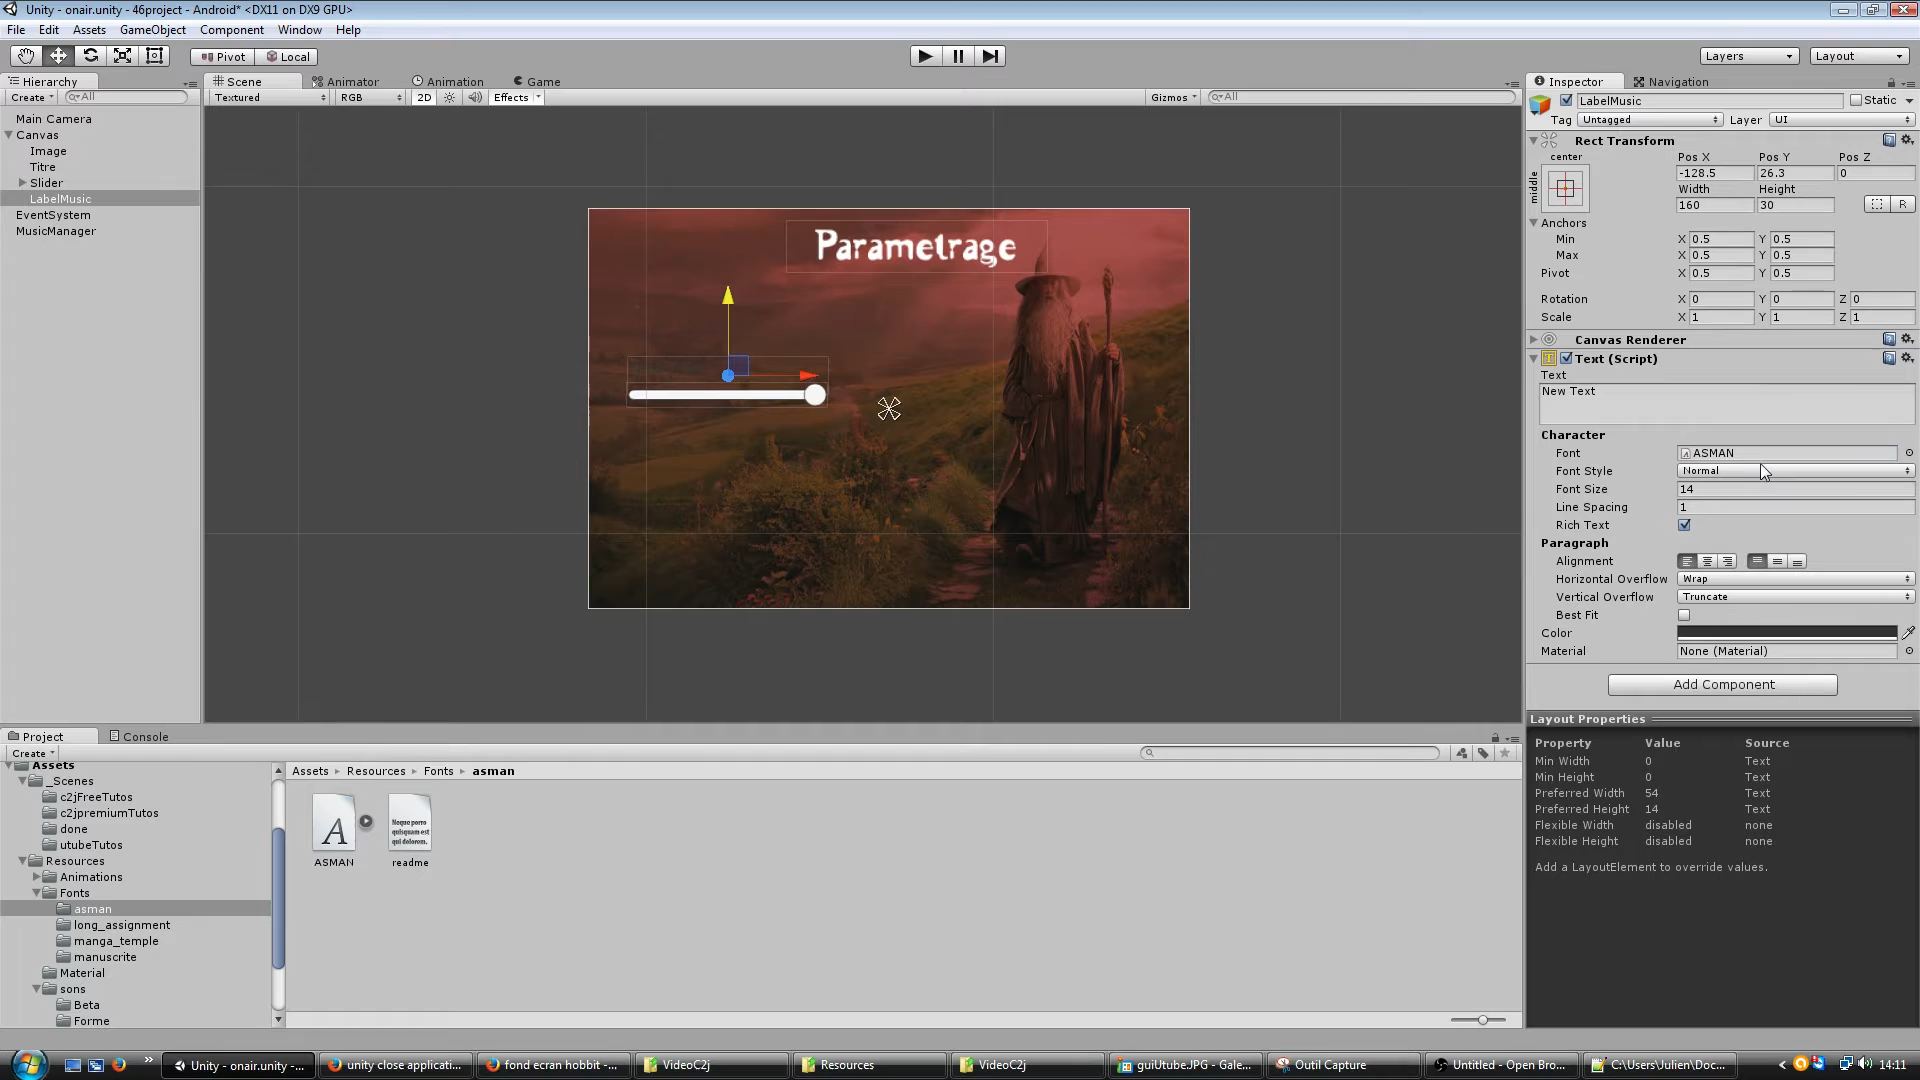 Unity - onair.unity - 46project - Android* <DX11 on DX9 GPU>
File Edit Assets GameObject Component Window Help
Pivot Local Layers Layout
Hierarchy Scene Animator Animation Game Inspector Navigation
Create All Textured RGB 2D Effects Gizmos All
LabelMusic Static
Tag Untagged Layer UI
Main Camera
Canvas
Image
Titre
Slider
LabelMusic
EventSystem
MusicManager
Parametrage
Rect Transform
center
middle
Pos X Pos Y Pos Z
-128.5 26.3 0
Width Height
160 30 R
Anchors
Min X 0.5 Y 0.5
Max X 0.5 Y 0.5
Pivot X 0.5 Y 0.5
Rotation X 0 Y 0 Z 0
Scale X 1 Y 1 Z 1
Canvas Renderer
Text (Script)
Text
New Text
Character
Font ASMAN
Font Style Normal
Font Size 14
Line Spacing 1
Rich Text
Paragraph
Alignment
Horizontal Overflow Wrap
Vertical Overflow Truncate
Best Fit
Color
Material None (Material)
Add Component
Layout Properties
Property Value Source
Min Width 0 Text
Min Height 0 Text
Preferred Width 54 Text
Preferred Height 14 Text
Flexible Width disabled none
Flexible Height disabled none
Add a LayoutElement to override values.
Project Console
Create
Assets
_Scenes
c2jFreeTutos
c2jpremiumTutos
done
utubeTutos
Resources
Animations
Fonts
asman
long_assignment
manga_temple
manuscrite
Material
sons
Beta
Forme
Assets Resources Fonts asman
A
Neque porro
quisquam est
qui dolorem.
ASMAN readme
Unity - onair.unity -... unity close applicati... fond ecran hobbit -... VideoC2j Resources VideoC2j guiUtube.JPG - Gale... Outil Capture Untitled - Open Bro... C:\Users\Julien\Doc... 14:11